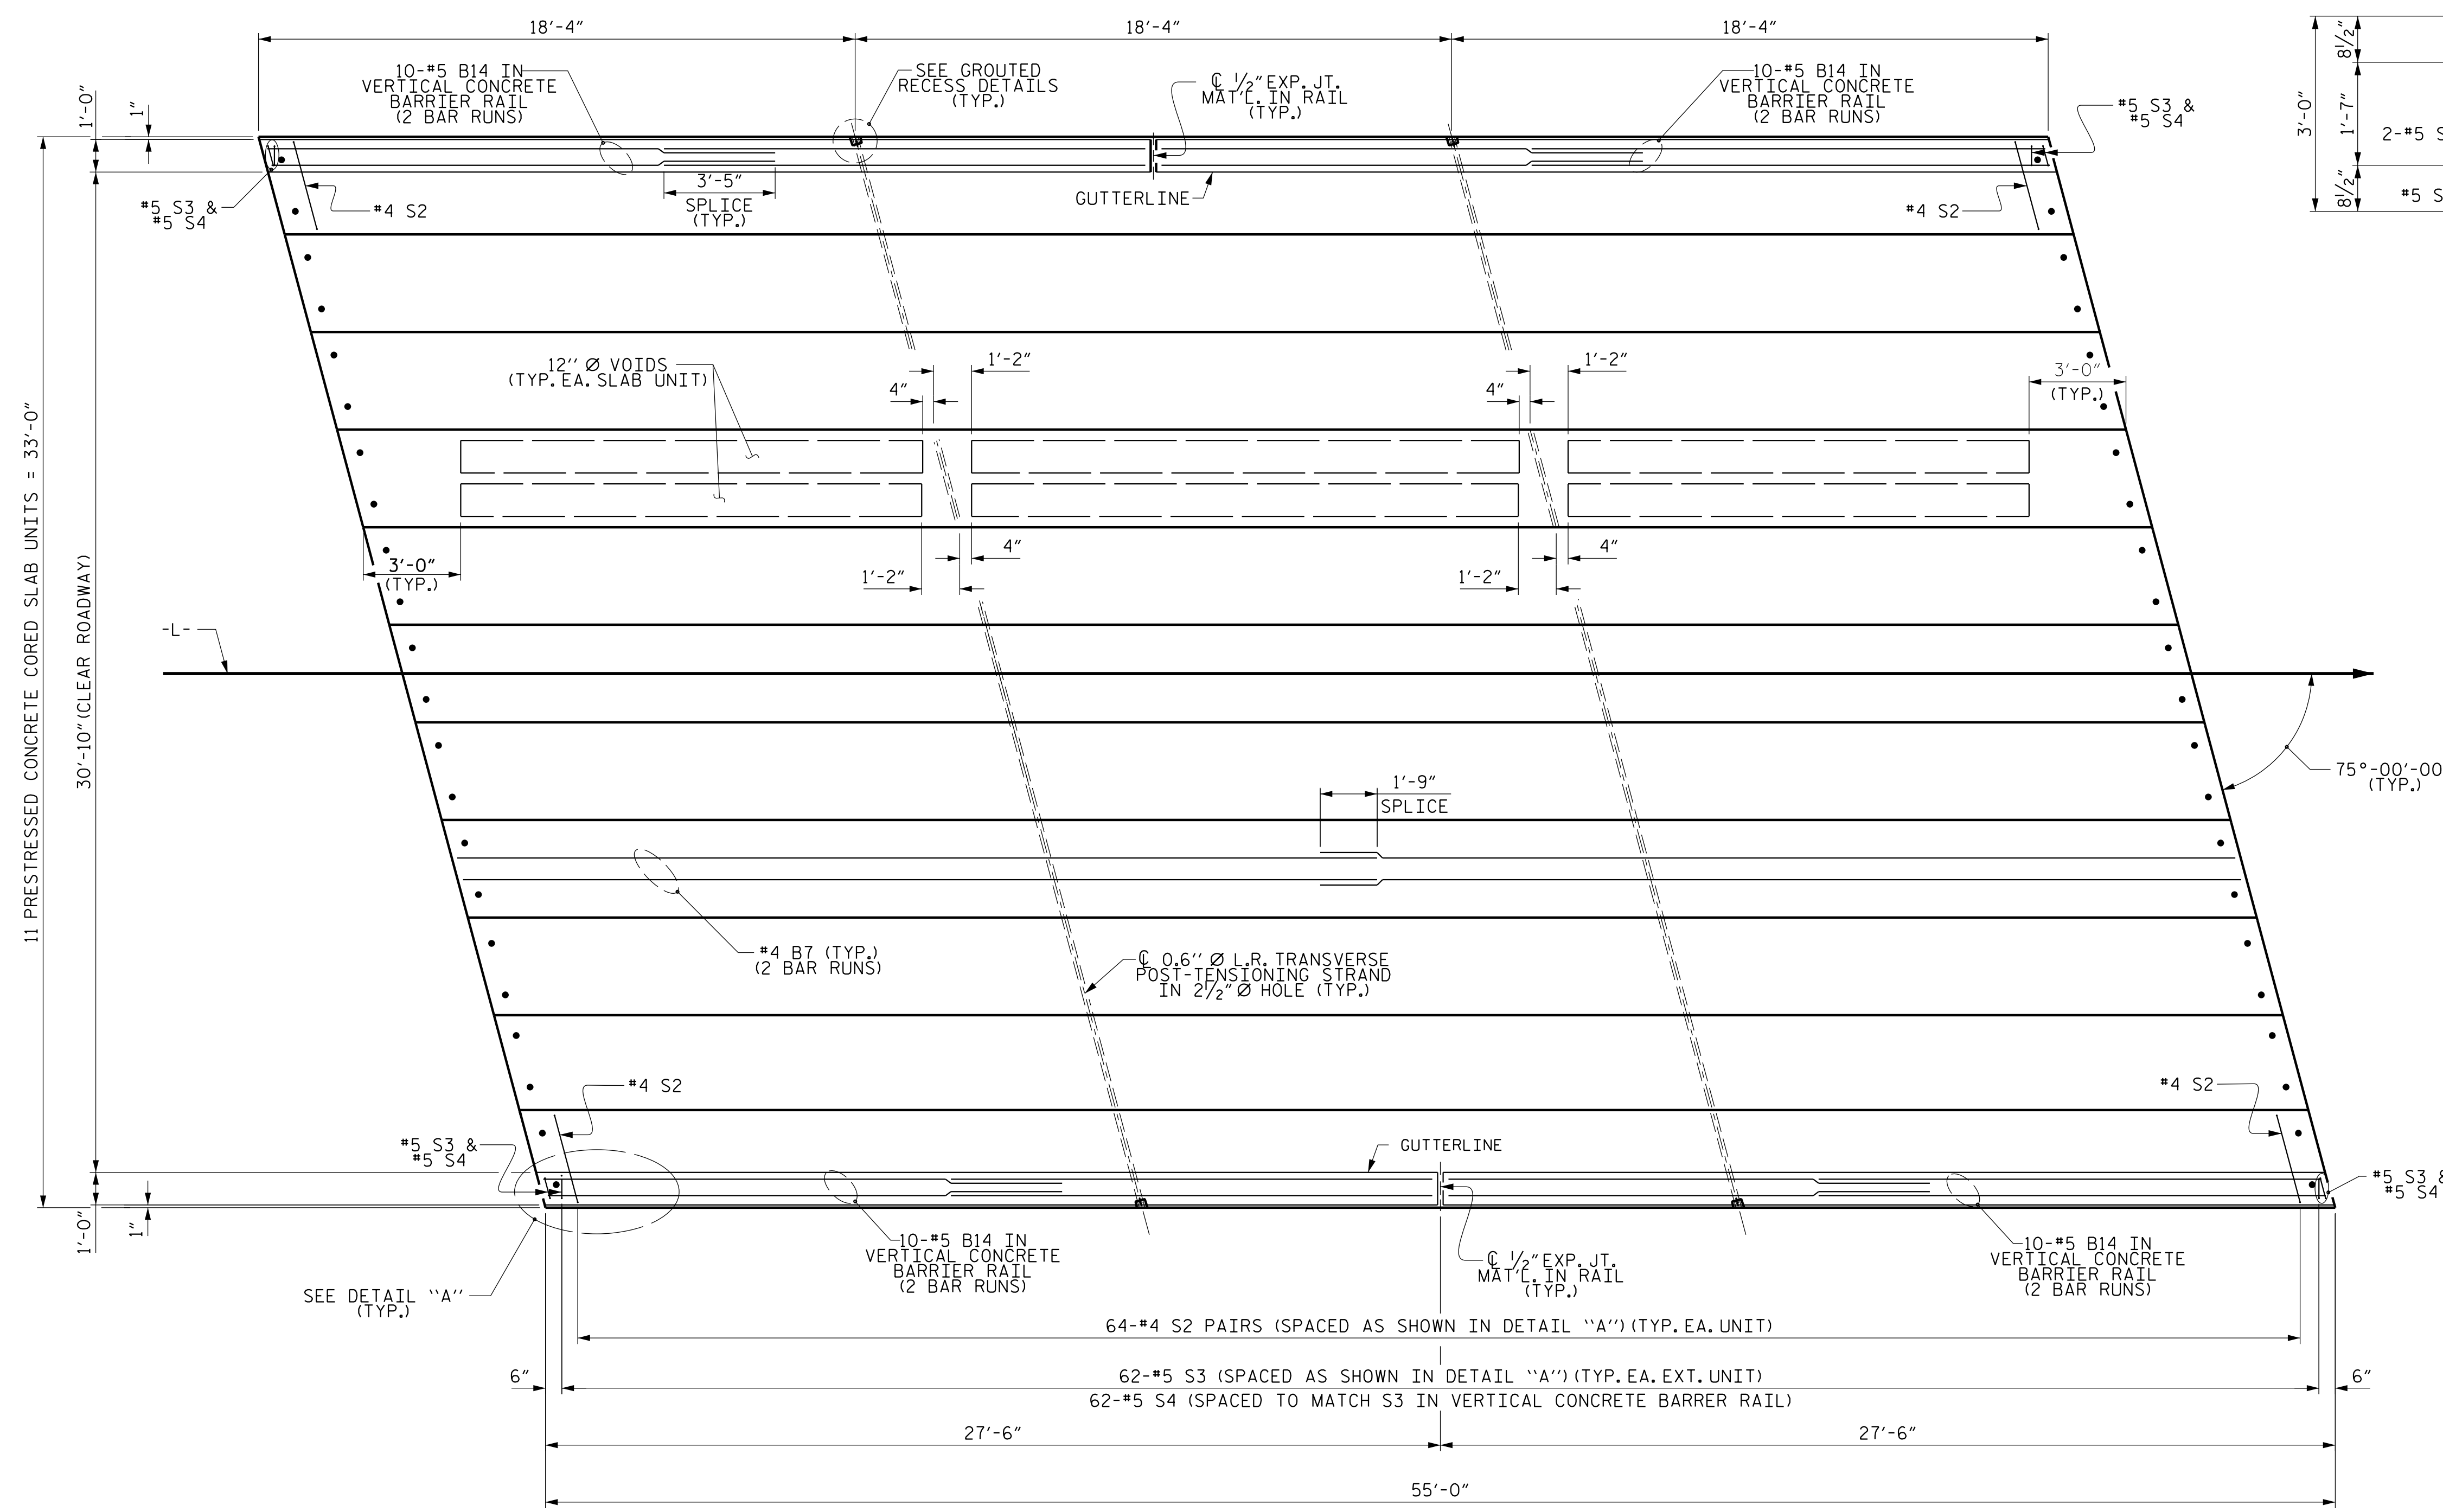 18'-4"
18'-4"
18'-4"
10-#5 B14 IN
VERTICAL CONCRETE
BARRIER RAIL
(2 BAR RUNS)
SEE GROUTED
RECESS DETAILS
(TYP.)
℄ 1/2" EXP. JT.
MAT'L. IN RAIL
(TYP.)
10-#5 B14 IN
VERTICAL CONCRETE
BARRIER RAIL
(2 BAR RUNS)
#5 S3 &
#5 S4
3'-0"
8 1/2"
1'-7"
8 1/2"
2-#5 S
#5 S
1'-0"
1"
#5 S3 &
#5 S4
#4 S2
3'-5"
SPLICE
(TYP.)
GUTTERLINE
#4 S2
12'' Ø VOIDS
(TYP. EA. SLAB UNIT)
1'-2"
4"
1'-2"
4"
3'-0"
(TYP.)
3'-0"
(TYP.)
4"
1'-2"
4"
1'-2"
11 PRESTRESSED CONCRETE CORED SLAB UNITS = 33'-0"
30'-10" (CLEAR ROADWAY)
-L-
75°-00'-00
(TYP.)
1'-9"
SPLICE
#4 B7 (TYP.)
(2 BAR RUNS)
℄ 0.6'' Ø L.R. TRANSVERSE
POST-TENSIONING STRAND
IN 2 1/2" Ø HOLE (TYP.)
#4 S2
#4 S2
#5 S3 &
#5 S4
GUTTERLINE
#5 S3 &
#5 S4
1'-0"
1"
10-#5 B14 IN
VERTICAL CONCRETE
BARRIER RAIL
(2 BAR RUNS)
℄ 1/2" EXP. JT.
MAT'L. IN RAIL
(TYP.)
10-#5 B14 IN
VERTICAL CONCRETE
BARRIER RAIL
(2 BAR RUNS)
SEE DETAIL ``A''
(TYP.)
64-#4 S2 PAIRS (SPACED AS SHOWN IN DETAIL ``A'') (TYP. EA. UNIT)
6"
62-#5 S3 (SPACED AS SHOWN IN DETAIL ``A'') (TYP. EA. EXT. UNIT)
6"
62-#5 S4 (SPACED TO MATCH S3 IN VERTICAL CONCRETE BARRER RAIL)
27'-6"
27'-6"
55'-0"